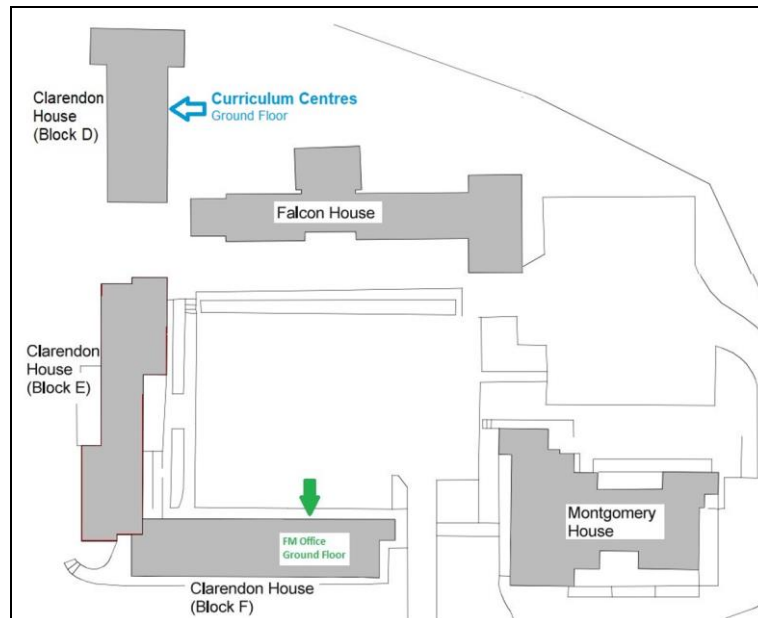 Clarendon
House
(Block D)
Curriculum Centres
Ground Floor
Falcon House
Clarendon
House
(Block E)
FM Office
Ground Floor
Montgomery
House
Clarendon House
(Block F)